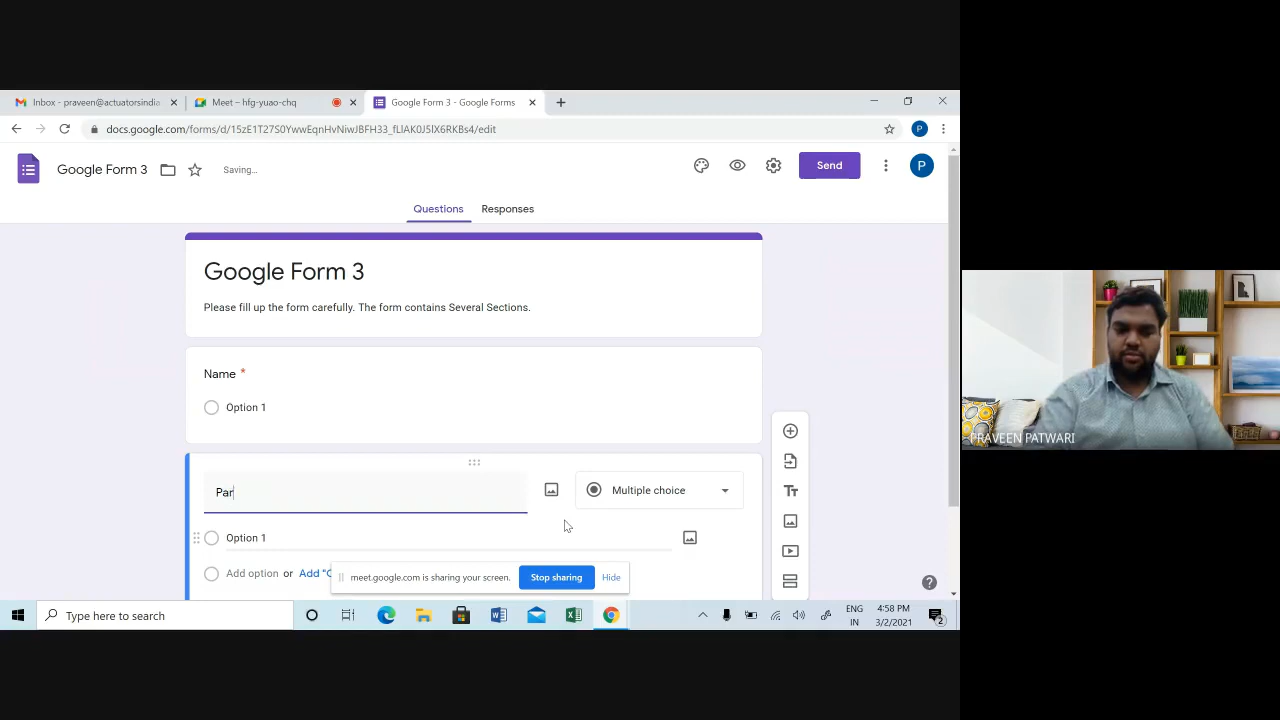 Inbox - praveen@actuatorsindia
Meet – hfg-yuao-chq
Google Form 3 - Google Forms
docs.google.com/forms/d/15zE1T27S0YwwEqnHvNiwJBFH33_fLlAK0J5lX6RKBs4/edit
P
Google Form 3
Saving...
Send
P
Questions
Responses
Google Form 3
Please fill up the form carefully. The form contains Several Sections.
Name *
Option 1
Par
Multiple choice
Option 1
Add option or Add "O
meet.google.com is sharing your screen.
Stop sharing
Hide
Type here to search
ENG
IN
4:58 PM
3/2/2021
2
PRAVEEN PATWARI